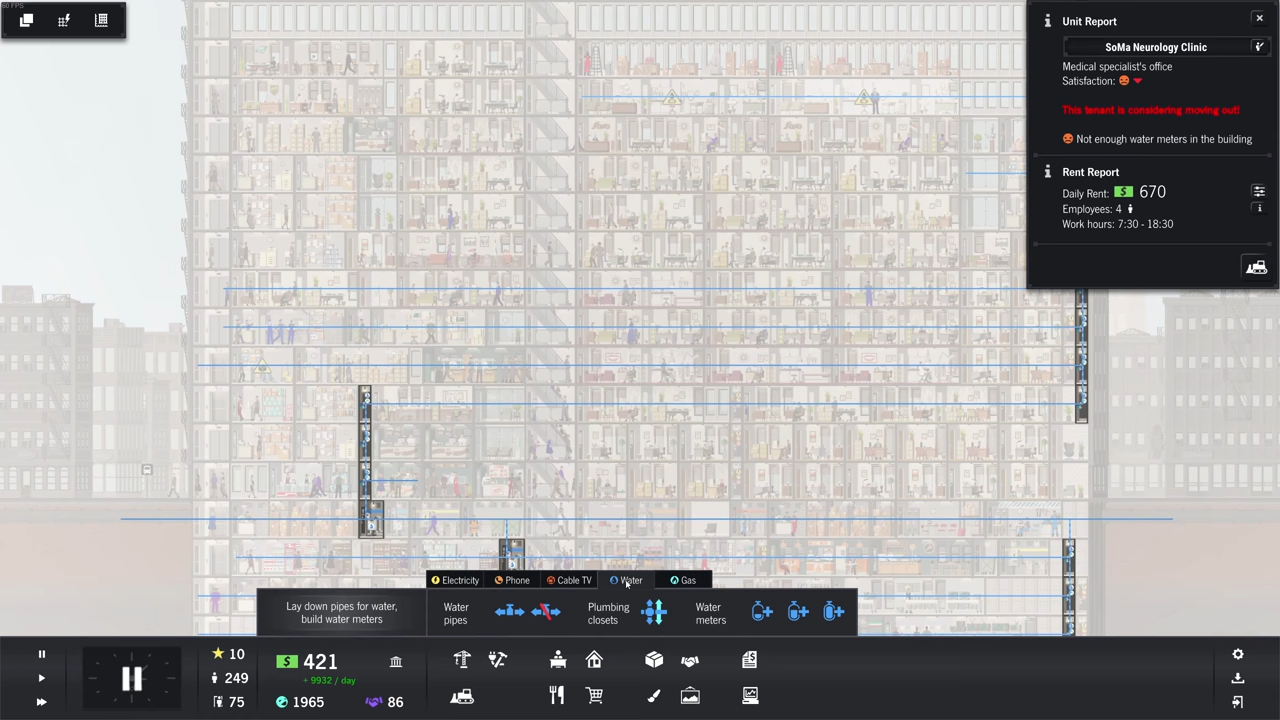 60 FPS
Unit Report
SoMa Neurology Clinic
Medical specialist's office
Satisfaction:
This tenant is considering moving out!
Not enough water meters in the building
Rent Report
Daily Rent: $ 670
Employees: 4
Work hours: 7:30 - 18:30
Electricity
Phone
Cable TV
Water
Gas
Lay down pipes for water,
build water meters
Water
pipes
Plumbing
closets
Water
meters
10
249
75
$ 421
+ 9932 / day
1965
86